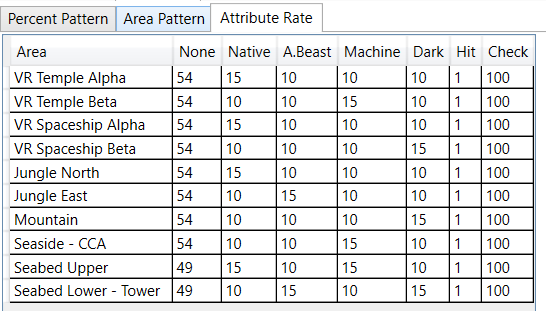 Percent Pattern Area Pattern Attribute Rate
Area None Native A.Beast Machine Dark Hit Check
VR Temple Alpha 54 15 10 10 10 1 100
VR Temple Beta 54 10 10 15 10 1 100
VR Spaceship Alpha 54 15 10 10 10 1 100
VR Spaceship Beta 54 10 10 10 15 1 100
Jungle North 54 15 10 10 10 1 100
Jungle East 54 10 15 10 10 1 100
Mountain 54 10 10 10 15 1 100
Seaside - CCA 54 10 10 15 10 1 100
Seabed Upper 49 15 10 15 10 1 100
Seabed Lower - Tower 49 10 15 10 15 1 100